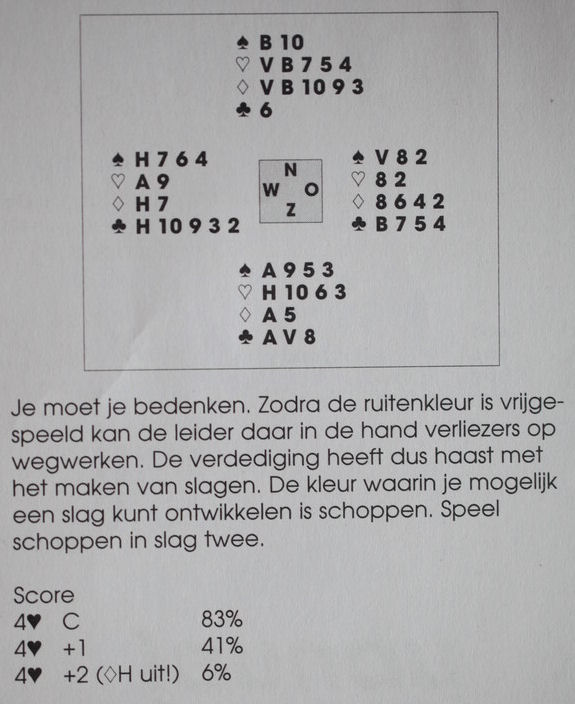 ♠ B 10
♡ V B 7 5 4
♢ V B 10 9 3
♣ 6
♠ H 7 6 4
♡ A 9
♢ H 7
♣ H 10 9 3 2
N
W O
Z
♠ V 8 2
♡ 8 2
♢ 8 6 4 2
♣ B 7 5 4
♠ A 9 5 3
♡ H 10 6 3
♢ A 5
♣ A V 8
Je moet je bedenken. Zodra de ruitenkleur is vrijge-
speeld kan de leider daar in de hand verliezers op
wegwerken. De verdediging heeft dus haast met
het maken van slagen. De kleur waarin je mogelijk
een slag kunt ontwikkelen is schoppen. Speel
schoppen in slag twee.
Score
4♥ C 83%
4♥ +1 41%
4♥ +2 (♢H uit!) 6%